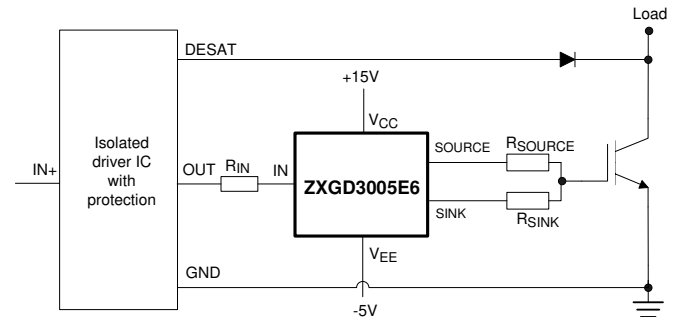 Load
DESAT
+15V
VCC
Isolated
driver IC
with
protection
IN+
OUT
RIN
IN
ZXGD3005E6
SOURCE
RSOURCE
SINK
RSINK
VEE
GND
-5V